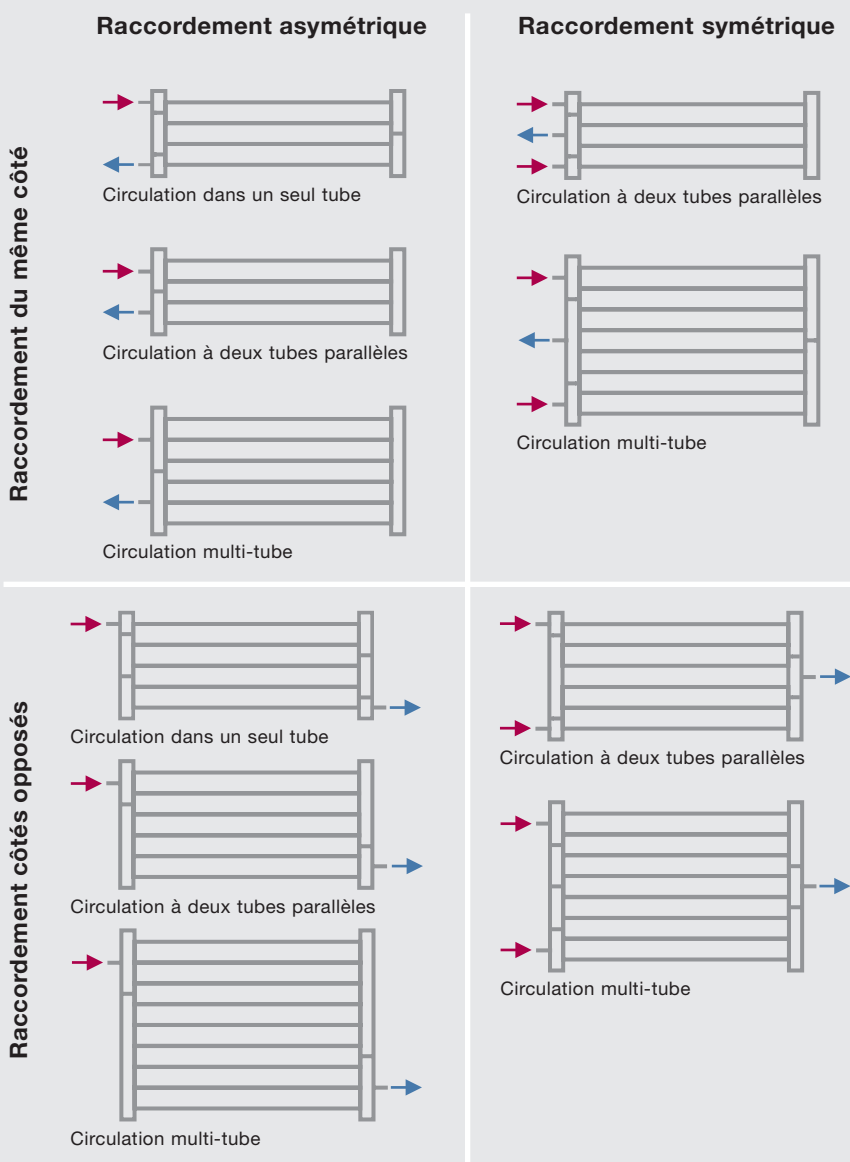 Raccordement asymétrique
Raccordement symétrique
Raccordement du même côté
Circulation dans un seul tube
Circulation à deux tubes parallèles
Circulation multi-tube
Circulation à deux tubes parallèles
Circulation multi-tube
Raccordement côtés opposés
Circulation dans un seul tube
Circulation à deux tubes parallèles
Circulation multi-tube
Circulation à deux tubes parallèles
Circulation multi-tube